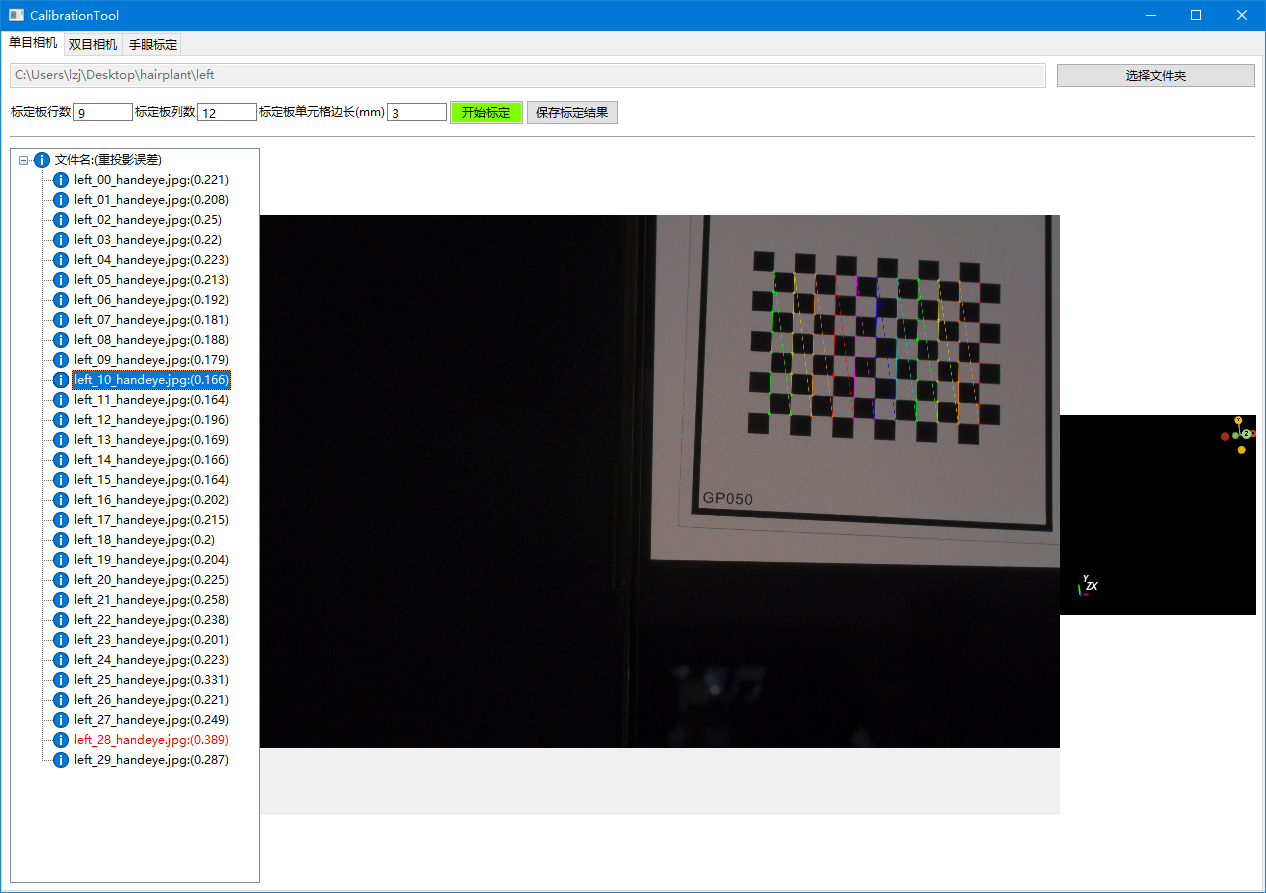 CalibrationTool
单目相机 双目相机 手眼标定
C:\Users\lzj\Desktop\hairplant\left 选择文件夹
标定板行数 9 标定板列数 12 标定板单元格边长(mm) 3 开始标定 保存标定结果
文件名:(重投影误差)
left_00_handeye.jpg:(0.221)
left_01_handeye.jpg:(0.208)
left_02_handeye.jpg:(0.25)
left_03_handeye.jpg:(0.22)
left_04_handeye.jpg:(0.223)
left_05_handeye.jpg:(0.213)
left_06_handeye.jpg:(0.192)
left_07_handeye.jpg:(0.181)
left_08_handeye.jpg:(0.188)
left_09_handeye.jpg:(0.179)
left_10_handeye.jpg:(0.166)
left_11_handeye.jpg:(0.164)
left_12_handeye.jpg:(0.196)
left_13_handeye.jpg:(0.169)
left_14_handeye.jpg:(0.166)
left_15_handeye.jpg:(0.164)
left_16_handeye.jpg:(0.202)
left_17_handeye.jpg:(0.215)
left_18_handeye.jpg:(0.2)
left_19_handeye.jpg:(0.204)
left_20_handeye.jpg:(0.225)
left_21_handeye.jpg:(0.258)
left_22_handeye.jpg:(0.238)
left_23_handeye.jpg:(0.201)
left_24_handeye.jpg:(0.223)
left_25_handeye.jpg:(0.331)
left_26_handeye.jpg:(0.221)
left_27_handeye.jpg:(0.249)
left_28_handeye.jpg:(0.389)
left_29_handeye.jpg:(0.287)
GP050
Y
Z
Y
ZX